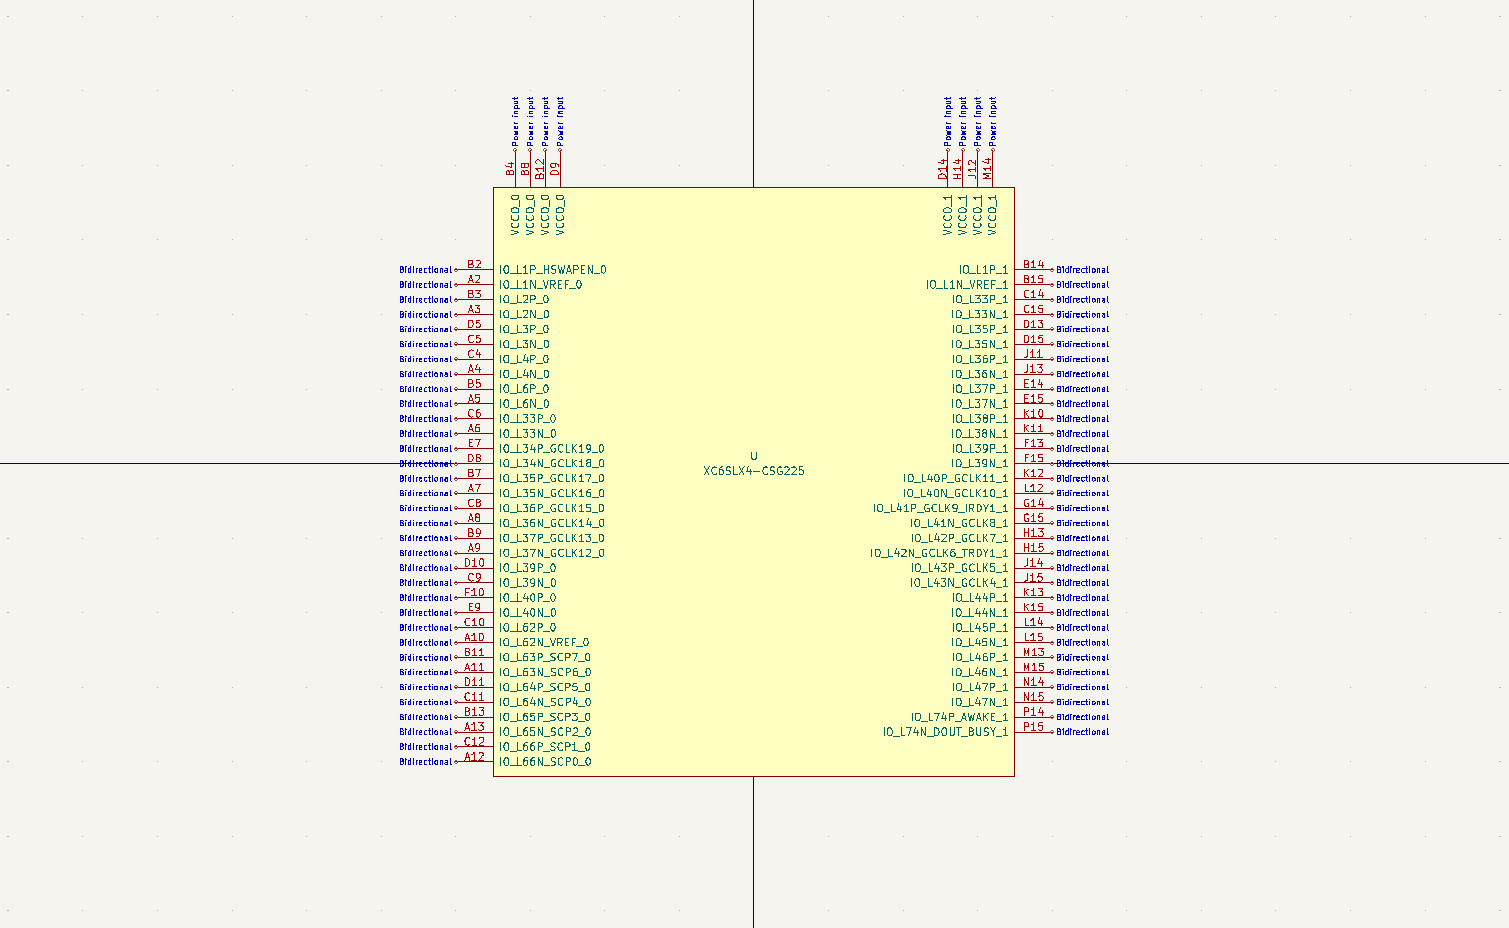 Power input Power input Power input Power input Power input Power input Power input Power input
B4 B8 B12 D9 D14 H14 J12 M14
VCCO_0 VCCO_0 VCCO_0 VCCO_0 VCCO_1 VCCO_1 VCCO_1 VCCO_1
Bidirectional B2 IO_L1P_HSWAPEN_0 IO_L1P_1 B14 Bidirectional
Bidirectional A2 IO_L1N_VREF_0 IO_L1N_VREF_1 B15 Bidirectional
Bidirectional B3 IO_L2P_0 IO_L33P_1 C14 Bidirectional
Bidirectional A3 IO_L2N_0 IO_L33N_1 C15 Bidirectional
Bidirectional D5 IO_L3P_0 IO_L35P_1 D13 Bidirectional
Bidirectional C5 IO_L3N_0 IO_L35N_1 D15 Bidirectional
Bidirectional C4 IO_L4P_0 IO_L36P_1 J11 Bidirectional
Bidirectional A4 IO_L4N_0 IO_L36N_1 J13 Bidirectional
Bidirectional B5 IO_L6P_0 IO_L37P_1 E14 Bidirectional
Bidirectional A5 IO_L6N_0 IO_L37N_1 E15 Bidirectional
Bidirectional C6 IO_L33P_0 IO_L38P_1 K10 Bidirectional
Bidirectional A6 IO_L33N_0 IO_L38N_1 K11 Bidirectional
Bidirectional E7 IO_L34P_GCLK19_0 IO_L39P_1 F13 Bidirectional
Bidirectional D8 IO_L34N_GCLK18_0 IO_L39N_1 F15 Bidirectional
U
XC6SLX4-CSG225
Bidirectional B7 IO_L35P_GCLK17_0 IO_L40P_GCLK11_1 K12 Bidirectional
Bidirectional A7 IO_L35N_GCLK16_0 IO_L40N_GCLK10_1 L12 Bidirectional
Bidirectional C8 IO_L36P_GCLK15_0 IO_L41P_GCLK9_IRDY1_1 G14 Bidirectional
Bidirectional A8 IO_L36N_GCLK14_0 IO_L41N_GCLK8_1 G15 Bidirectional
Bidirectional B9 IO_L37P_GCLK13_0 IO_L42P_GCLK7_1 H13 Bidirectional
Bidirectional A9 IO_L37N_GCLK12_0 IO_L42N_GCLK6_TRDY1_1 H15 Bidirectional
Bidirectional D10 IO_L39P_0 IO_L43P_GCLK5_1 J14 Bidirectional
Bidirectional C9 IO_L39N_0 IO_L43N_GCLK4_1 J15 Bidirectional
Bidirectional F10 IO_L40P_0 IO_L44P_1 K13 Bidirectional
Bidirectional E9 IO_L40N_0 IO_L44N_1 K15 Bidirectional
Bidirectional C10 IO_L62P_0 IO_L45P_1 L14 Bidirectional
Bidirectional A10 IO_L62N_VREF_0 IO_L45N_1 L15 Bidirectional
Bidirectional B11 IO_L63P_SCP7_0 IO_L46P_1 M13 Bidirectional
Bidirectional A11 IO_L63N_SCP6_0 IO_L46N_1 M15 Bidirectional
Bidirectional D11 IO_L64P_SCP5_0 IO_L47P_1 N14 Bidirectional
Bidirectional C11 IO_L64N_SCP4_0 IO_L47N_1 N15 Bidirectional
Bidirectional B13 IO_L65P_SCP3_0 IO_L74P_AWAKE_1 P14 Bidirectional
Bidirectional A13 IO_L65N_SCP2_0 IO_L74N_DOUT_BUSY_1 P15 Bidirectional
Bidirectional C12 IO_L66P_SCP1_0
Bidirectional A12 IO_L66N_SCP0_0